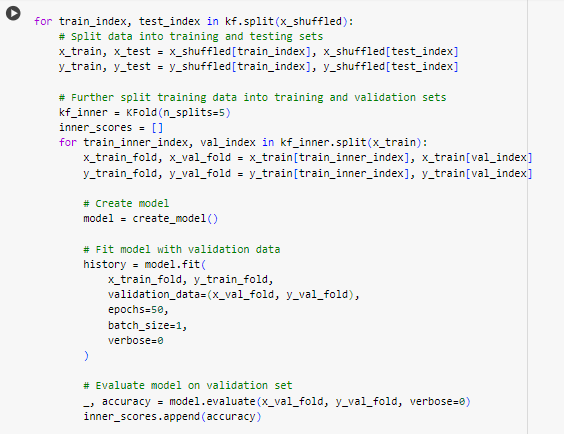 for train_index, test_index in kf.split(x_shuffled):
    # Split data into training and testing sets
    x_train, x_test = x_shuffled[train_index], x_shuffled[test_index]
    y_train, y_test = y_shuffled[train_index], y_shuffled[test_index]

    # Further split training data into training and validation sets
    kf_inner = KFold(n_splits=5)
    inner_scores = []
    for train_inner_index, val_index in kf_inner.split(x_train):
        x_train_fold, x_val_fold = x_train[train_inner_index], x_train[val_index]
        y_train_fold, y_val_fold = y_train[train_inner_index], y_train[val_index]

        # Create model
        model = create_model()

        # Fit model with validation data
        history = model.fit(
            x_train_fold, y_train_fold,
            validation_data=(x_val_fold, y_val_fold),
            epochs=50,
            batch_size=1,
            verbose=0
        )

        # Evaluate model on validation set
        _, accuracy = model.evaluate(x_val_fold, y_val_fold, verbose=0)
        inner_scores.append(accuracy)